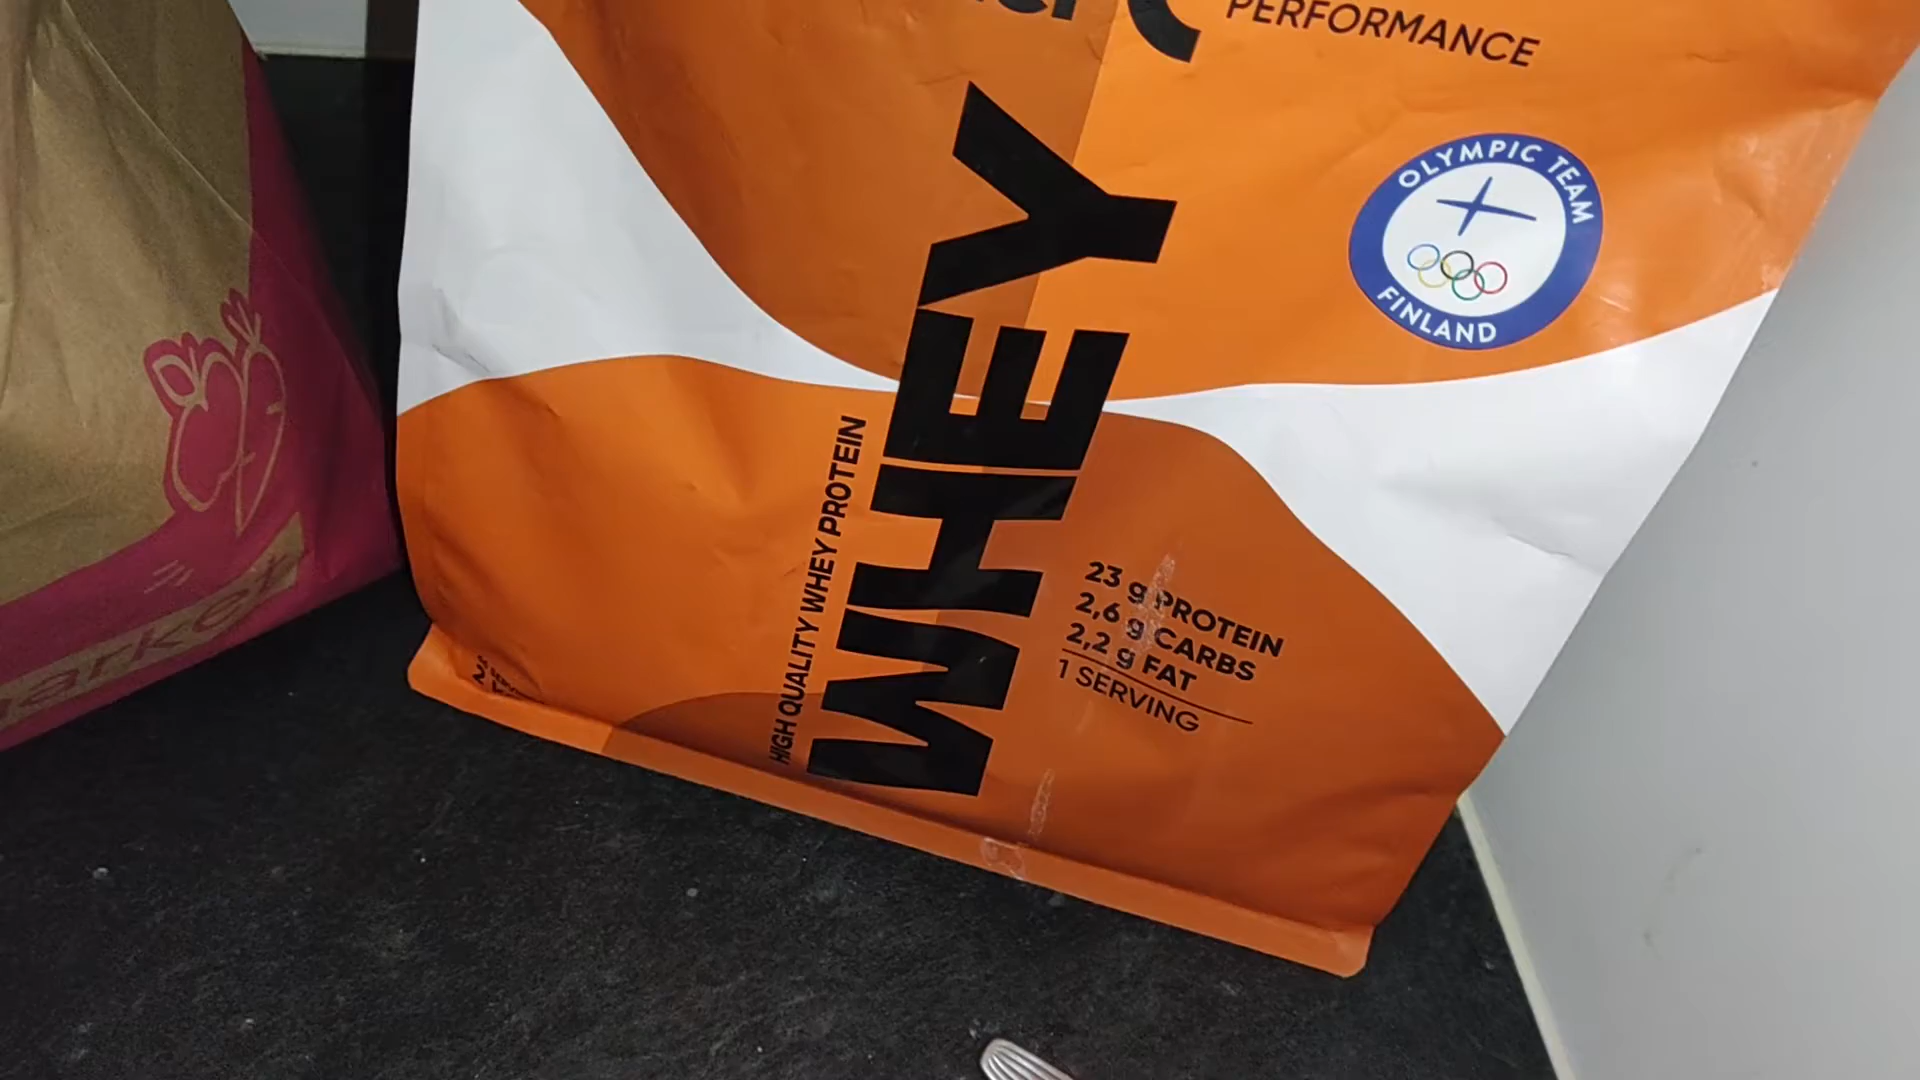 PERFORMANCE
OLYMPIC TEAM
FINLAND
WHEY
HIGH QUALITY WHEY PROTEIN
23 g PROTEIN
2,6 g CARBS
2,2 g FAT
1 SERVING